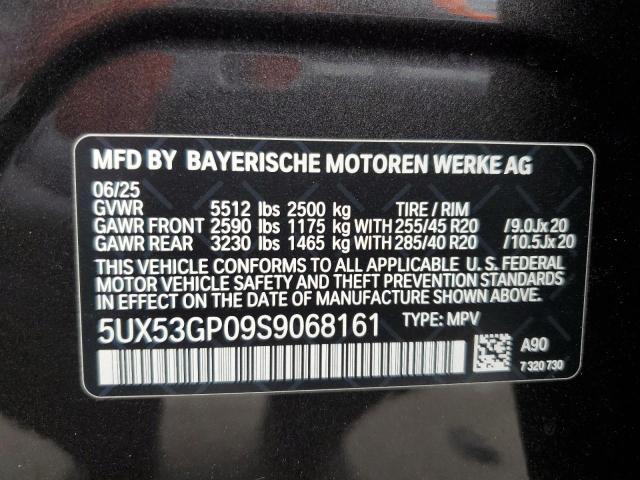 MFD BY BAYERISCHE MOTOREN WERKE AG
06/25
GVWR 5512 lbs 2500 kg TIRE / RIM
GAWR FRONT 2590 lbs 1175 kg WITH 255/45 R20 /9.0Jx20
GAWR REAR 3230 lbs 1465 kg WITH 285/40 R20 /10.5Jx20
THIS VEHICLE CONFORMS TO ALL APPLICABLE U. S. FEDERAL
MOTOR VEHICLE SAFETY AND THEFT PREVENTION STANDARDS
IN EFFECT ON THE DATE OF MANUFACTURE SHOWN ABOVE.
5UX53GP09S9068161 TYPE: MPV
A90
7 320 730